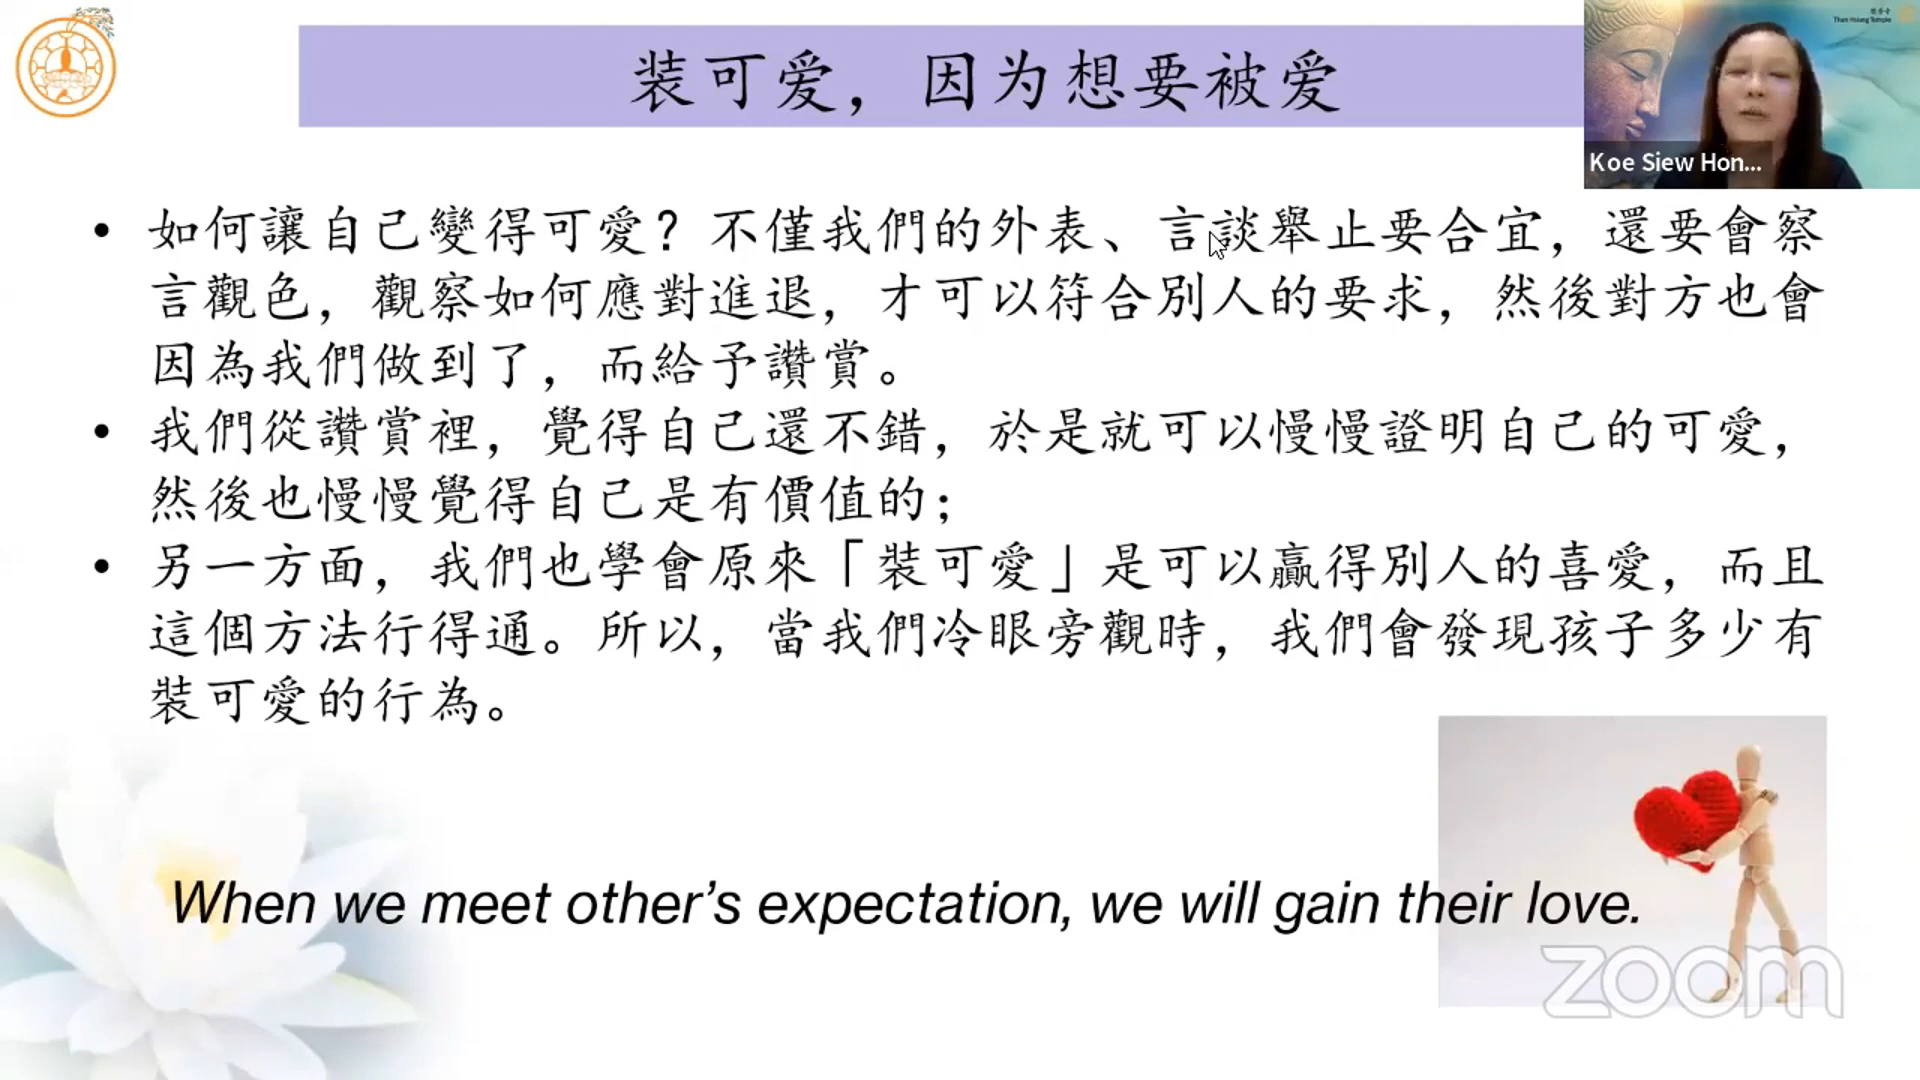 装可爱，因为想要被爱
Than Hsiang Temple
Koe Siew Hon...
• 如何讓自己變得可愛？不僅我們的外表、言談舉止要合宜，還要會察
言觀色，觀察如何應對進退，才可以符合別人的要求，然後對方也會
因為我們做到了，而給予讚賞。
• 我們從讚賞裡，覺得自己還不錯，於是就可以慢慢證明自己的可愛，
然後也慢慢覺得自己是有價值的；
• 另一方面，我們也學會原來「裝可愛」是可以贏得別人的喜愛，而且
這個方法行得通。所以，當我們冷眼旁觀時，我們會發現孩子多少有
裝可愛的行為。
When we meet other’s expectation, we will gain their love.
zoom